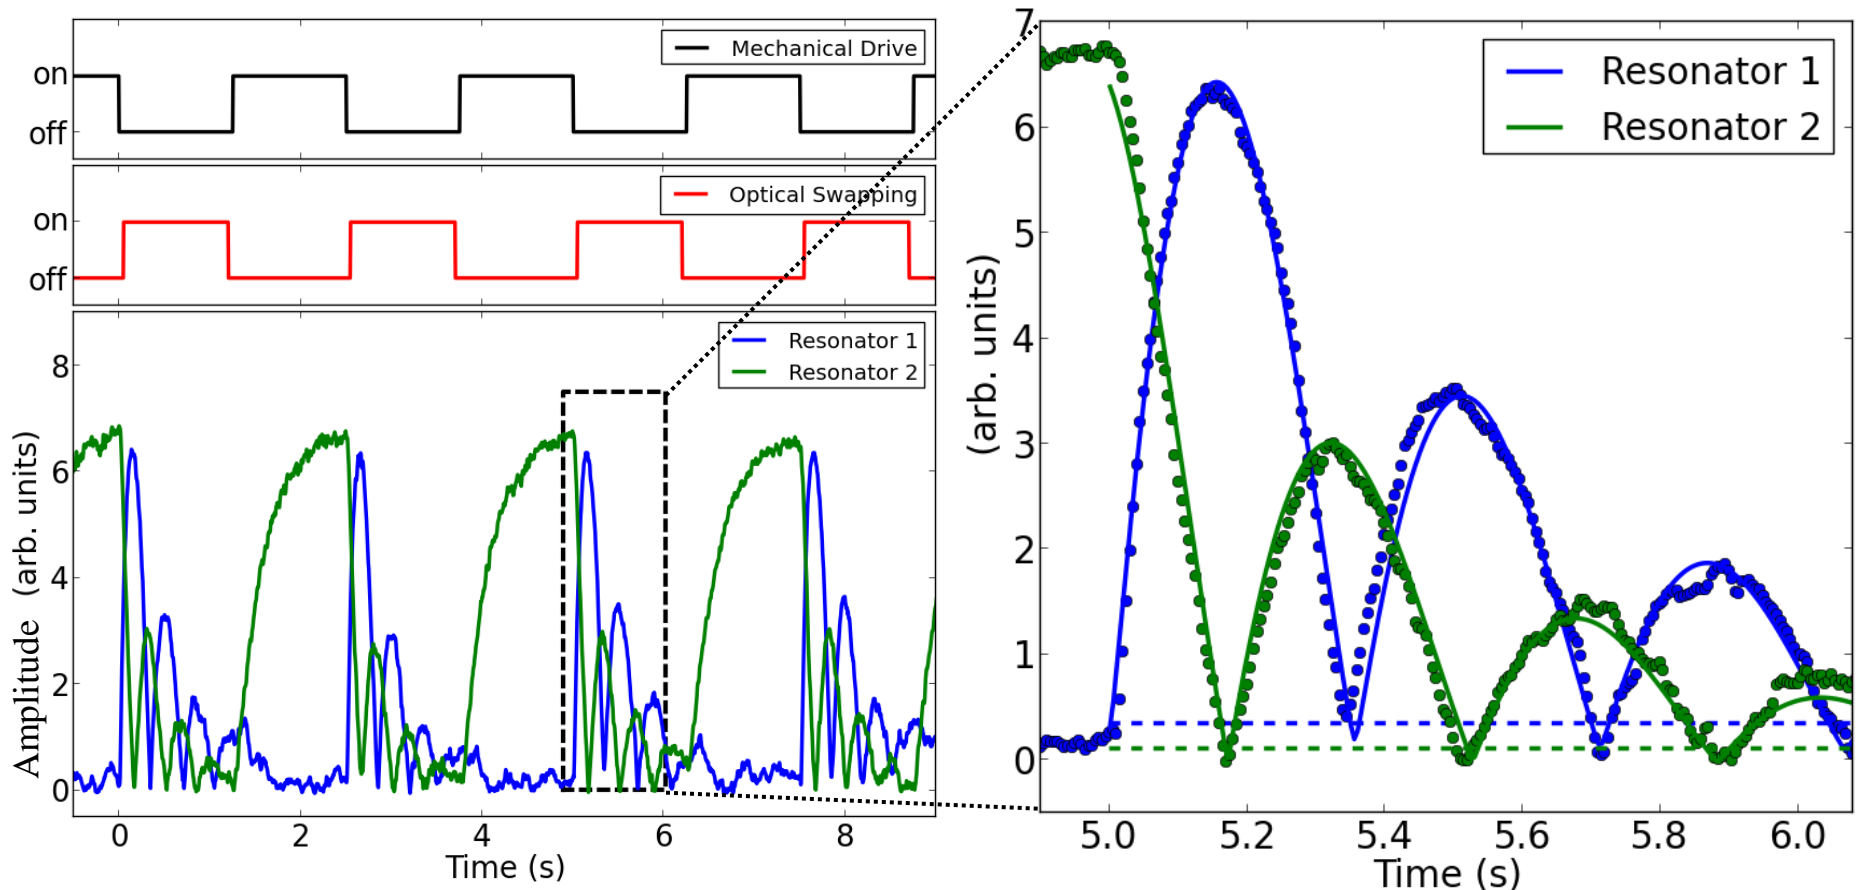 Mechanical Drive
on
off
Optical Swapping
on
off
Resonator 1
Resonator 2
8
6
4
2
0
Amplitude (arb. units)
0 2 4 6 8
Time (s)
Resonator 1
Resonator 2
7
6
5
4
3
2
1
0
(arb. units)
5.0 5.2 5.4 5.6 5.8 6.0
Time (s)